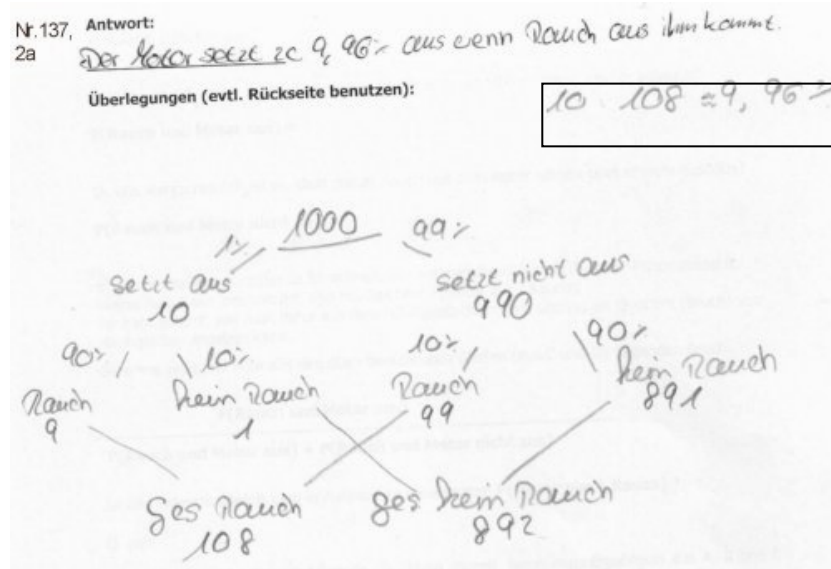 Nr.137, Antwort:
2a Der Motor setzt zc 9,96% aus wenn Rauch aus ihm kommt.
Überlegungen (evtl. Rückseite benutzen):
10 : 108 ≈ 9,96%
1000
1% 99%
setzt aus setzt nicht aus
10 990
90% 10% 10% 90%
Rauch kein Rauch Rauch kein Rauch
9 1 99 891
ges Rauch ges kein Rauch
108 892